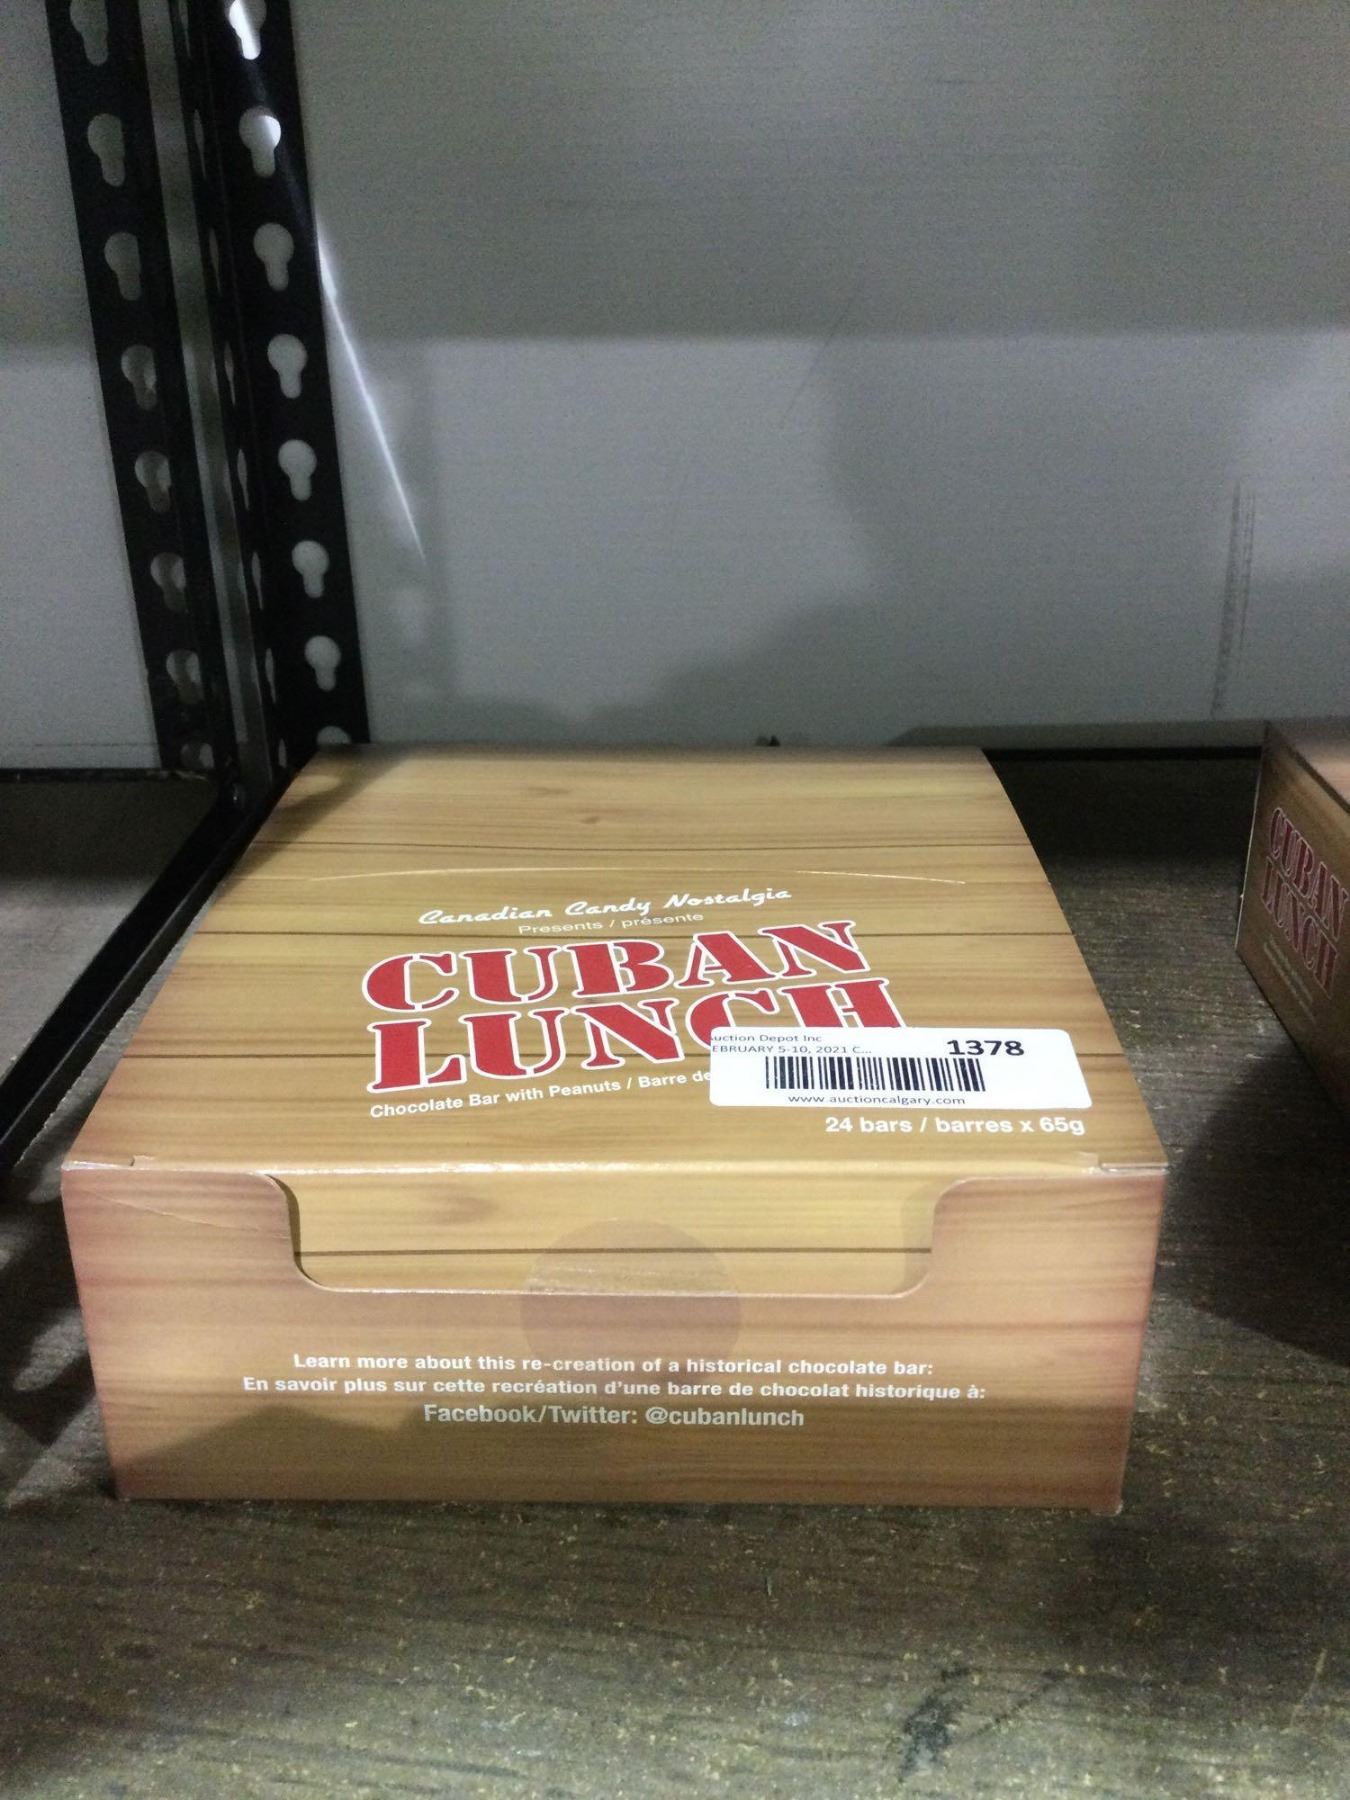 Canadian Candy Nostalgia
Presents / présente
CUBAN
LUNCH
Chocolate Bar with Peanuts / Barre de
uction Depot Inc
EBRUARY 5-10, 2021 C...
1378
www.auctioncalgary.com
24 bars / barres x 65g
Learn more about this re-creation of a historical chocolate bar:
En savoir plus sur cette recréation d'une barre de chocolat historique à:
Facebook/Twitter: @cubanlunch
CUBAN
LUNCH